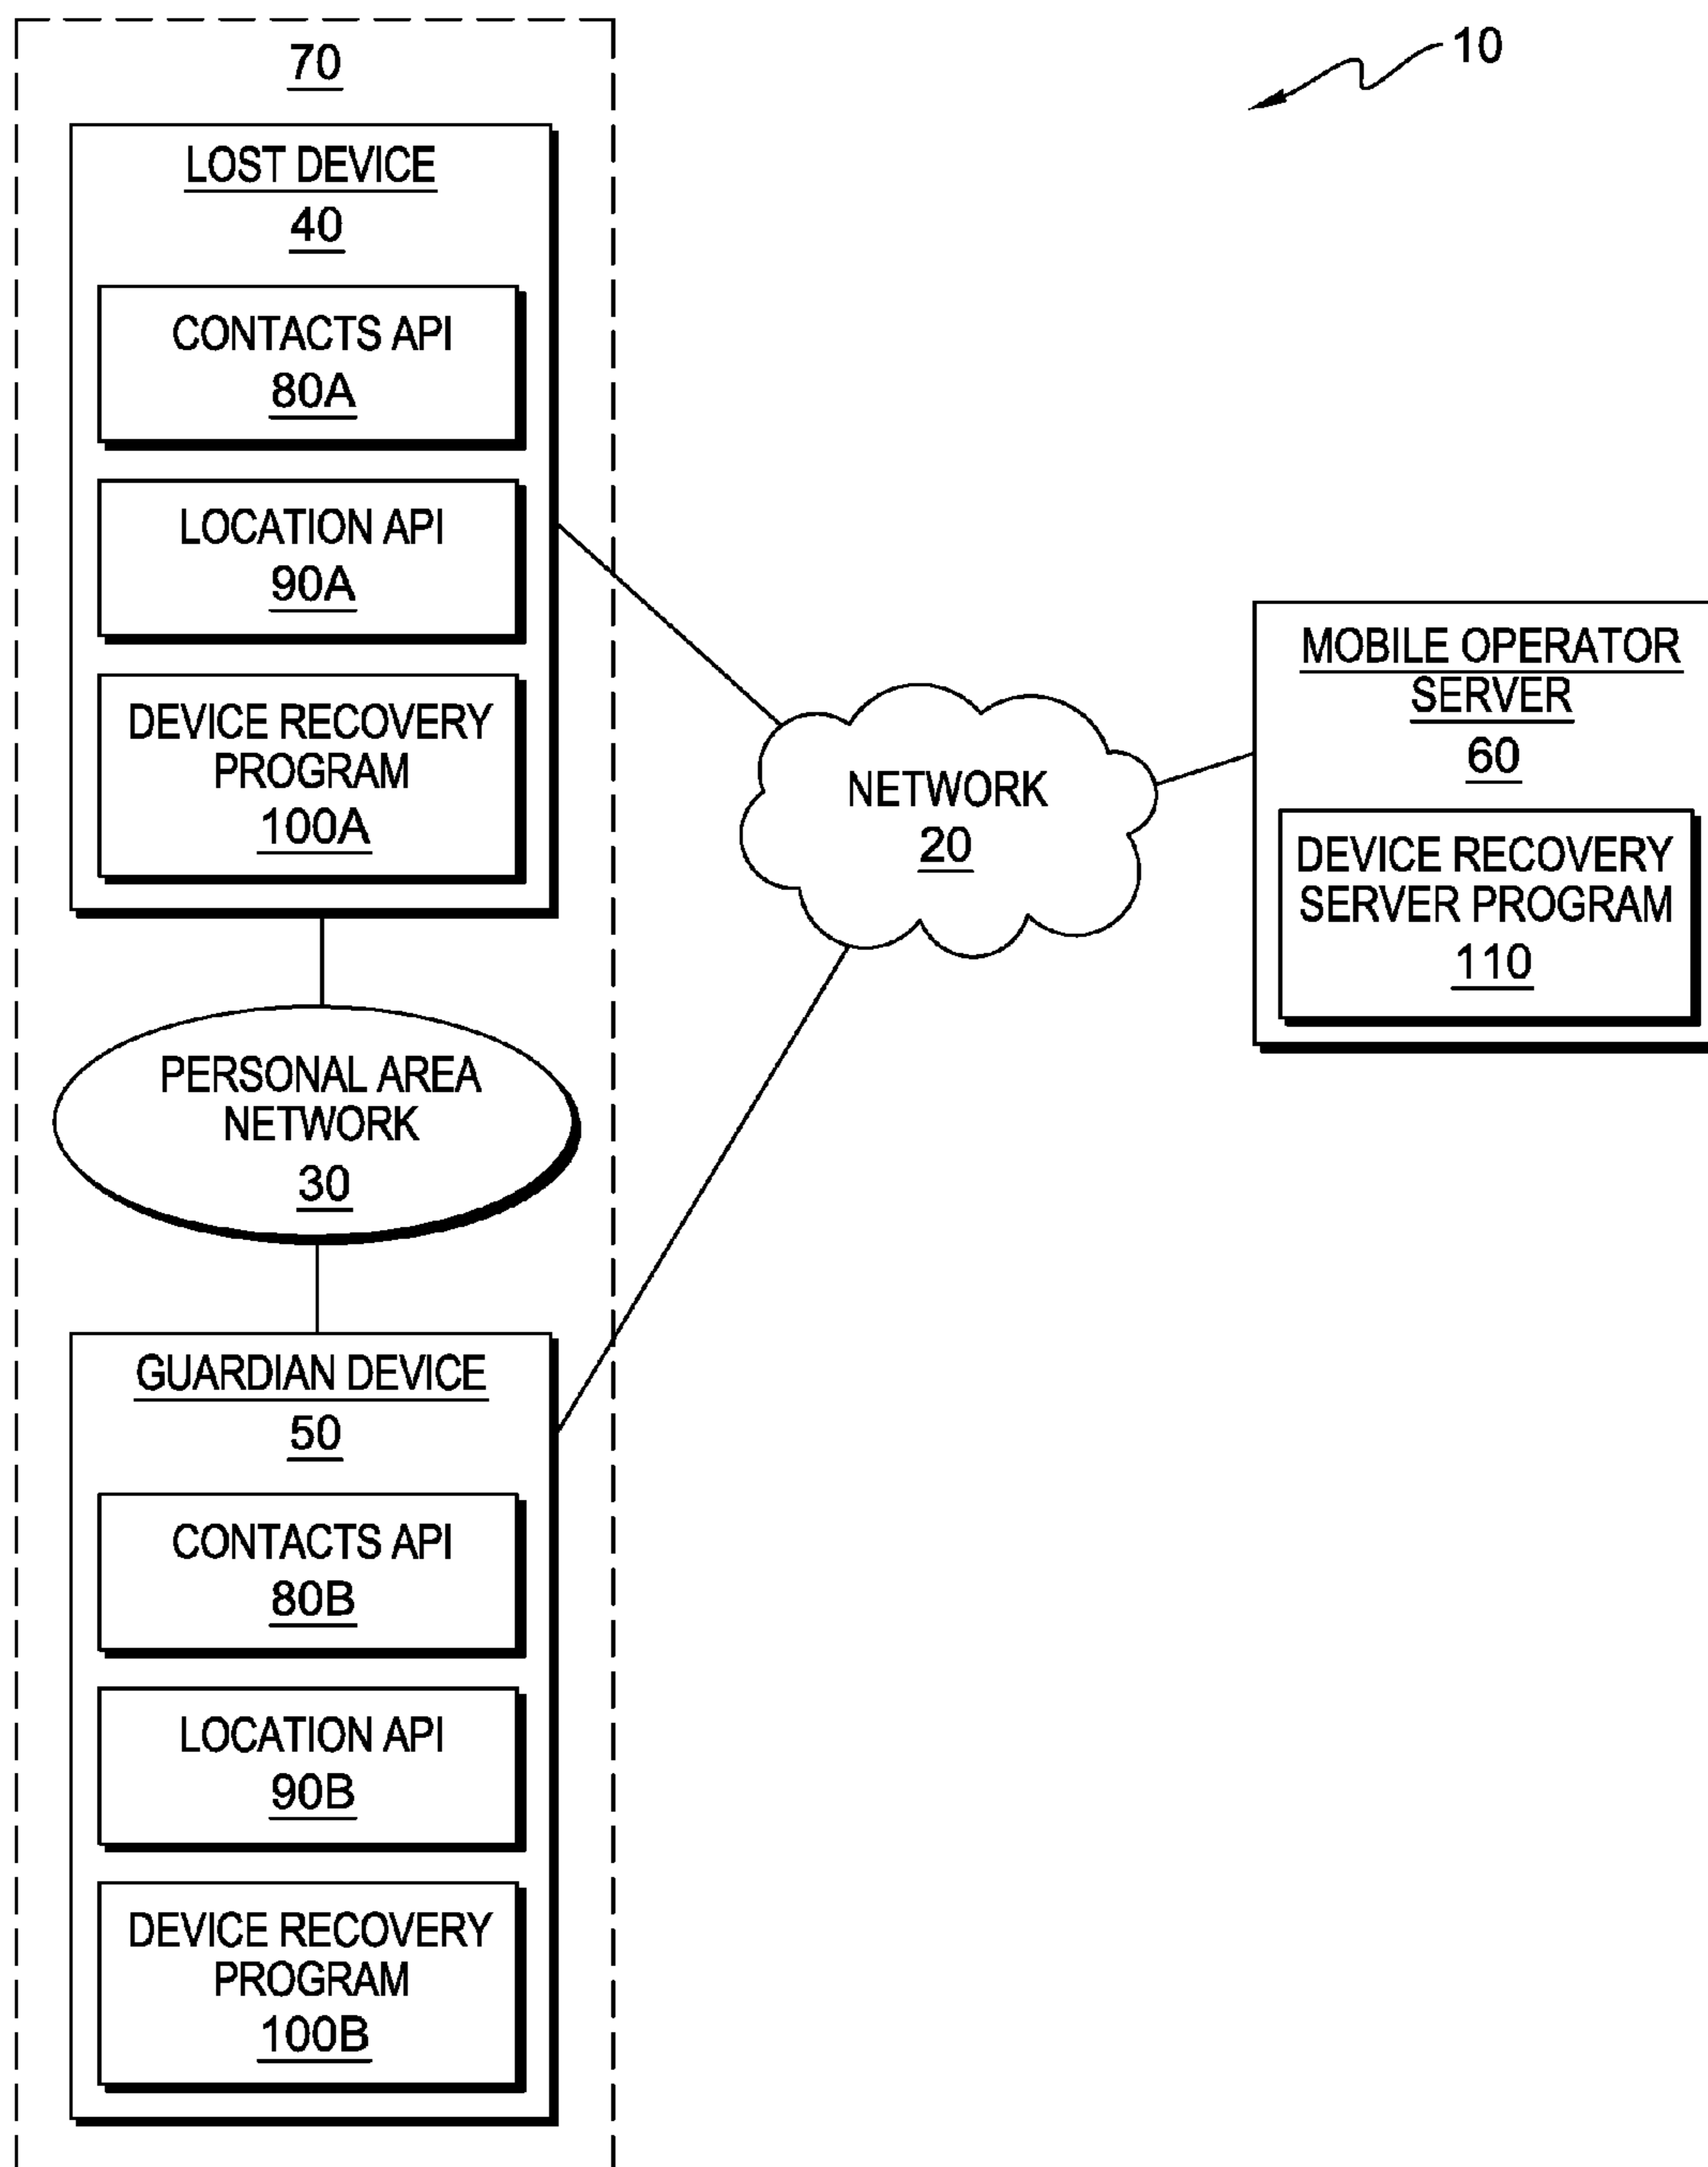 10
70
LOST DEVICE
40
CONTACTS API
80A
LOCATION API
90A
DEVICE RECOVERY
PROGRAM
100A
PERSONAL AREA
NETWORK
30
GUARDIAN DEVICE
50
CONTACTS API
80B
LOCATION API
90B
DEVICE RECOVERY
PROGRAM
100B
NETWORK
20
MOBILE OPERATOR
SERVER
60
DEVICE RECOVERY
SERVER PROGRAM
110